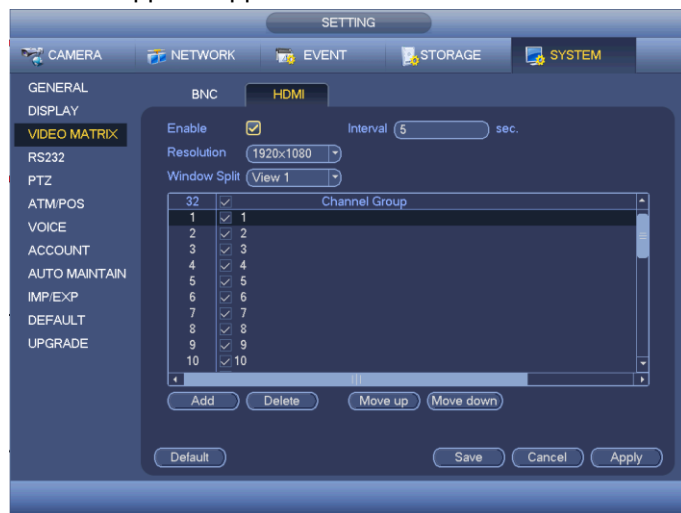 SETTING
CAMERA NETWORK EVENT STORAGE SYSTEM
GENERAL
DISPLAY
VIDEO MATRIX
RS232
PTZ
ATM/POS
VOICE
ACCOUNT
AUTO MAINTAIN
IMP/EXP
DEFAULT
UPGRADE
BNC HDMI
Enable Interval 5 sec.
Resolution 1920×1080
Window Split View 1
32 Channel Group
1 1
2 2
3 3
4 4
5 5
6 6
7 7
8 8
9 9
10 10
Add Delete Move up Move down
Default Save Cancel Apply